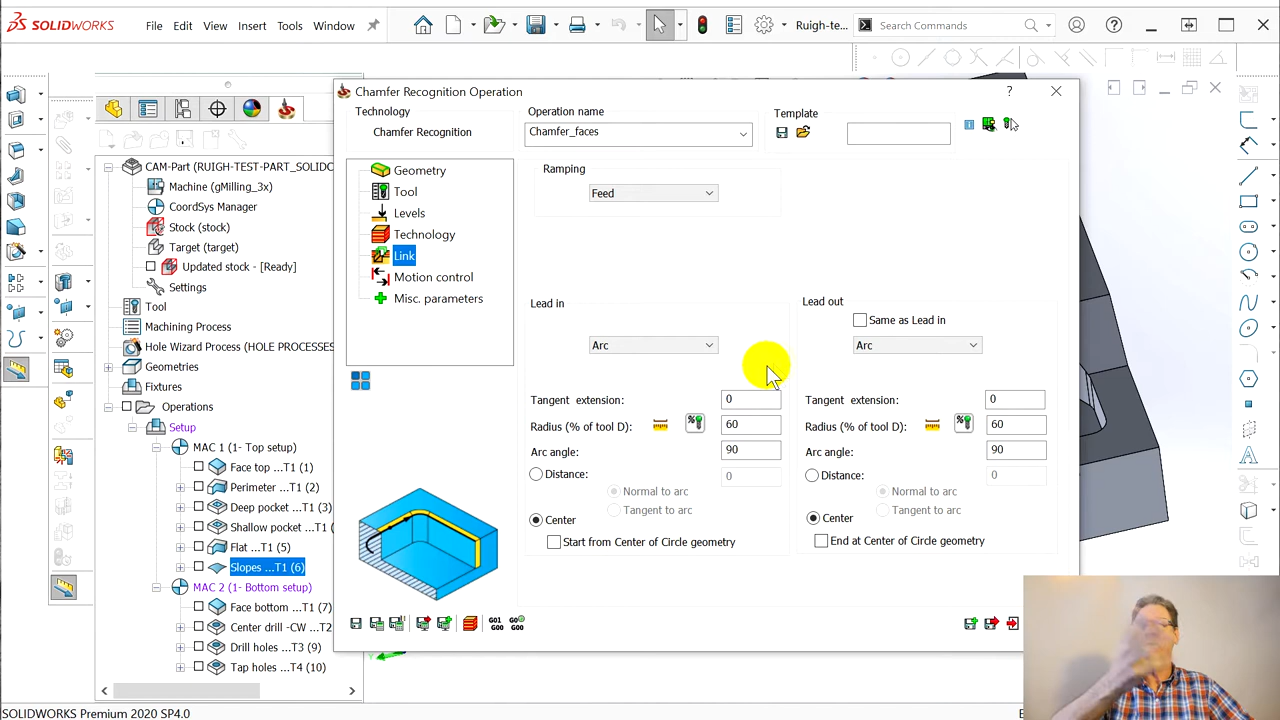 SOLIDWORKS File Edit View Insert Tools Window Ruigh-te... Search Commands
Chamfer Recognition Operation
Technology
Chamfer Recognition
Operation name
Chamfer_faces
Template
Geometry
Tool
Levels
Technology
Link
Motion control
Misc. parameters
Ramping
Feed
Lead in
Arc
Tangent extension: 0
Radius (% of tool D): 60
Arc angle: 90
Distance: 0
Normal to arc
Tangent to arc
Center
Start from Center of Circle geometry
Lead out
Same as Lead in
Arc
Tangent extension: 0
Radius (% of tool D): 60
Arc angle: 90
Distance: 0
Normal to arc
Tangent to arc
Center
End at Center of Circle geometry
G01
G00
CAM-Part (RUIGH-TEST-PART_SOLIDC
Machine (gMilling_3x)
CoordSys Manager
Stock (stock)
Target (target)
Updated stock - [Ready]
Settings
Tool
Machining Process
Hole Wizard Process (HOLE PROCESSES
Geometries
Fixtures
Operations
Setup
MAC 1 (1- Top setup)
Face top ...T1 (1)
Perimeter ...T1 (2)
Deep pocket ...T1 (3)
Shallow pocket ...T1
Flat ...T1 (5)
Slopes ...T1 (6)
MAC 2 (1- Bottom setup)
Face bottom ...T1 (7)
Center drill -CW ...T2
Drill holes ...T3 (9)
Tap holes ...T4 (10)
SOLIDWORKS Premium 2020 SP4.0